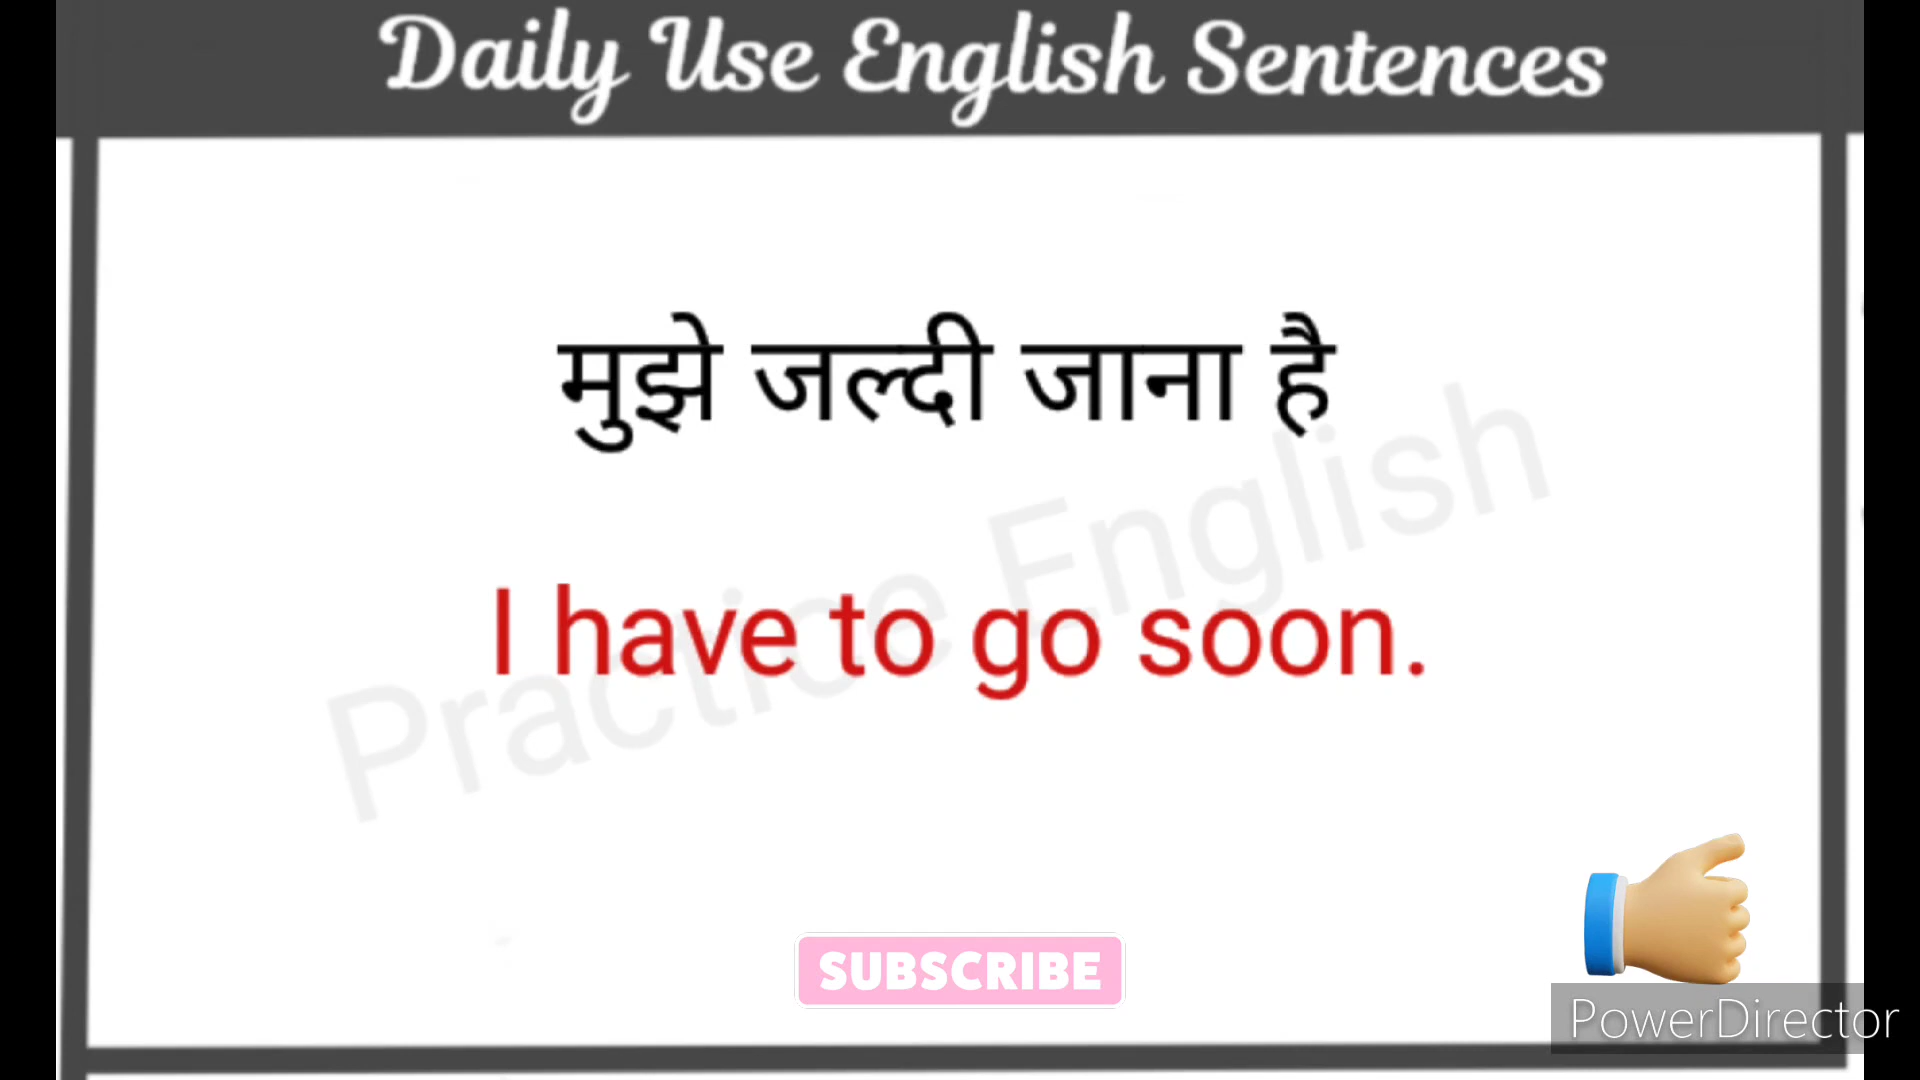 Daily Use English Sentences
मुझे जल्दी जाना है
Practice English
I have to go soon.
SUBSCRIBE
PowerDirector